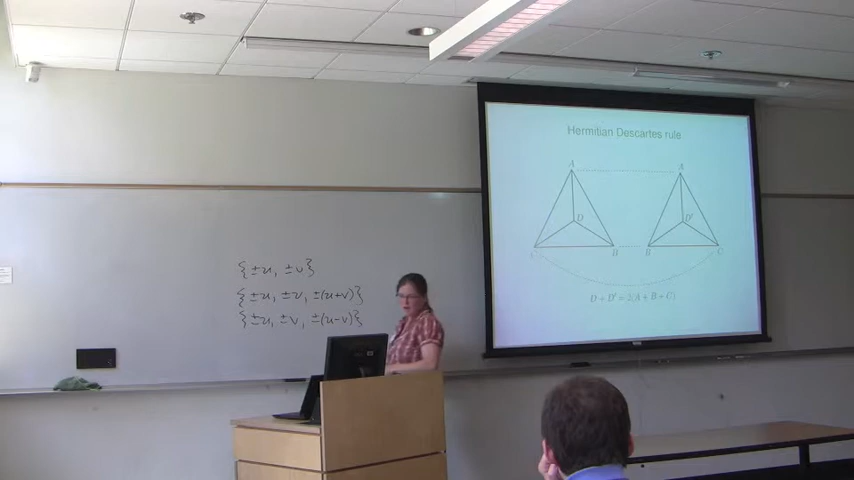 {±u, ±v}
{±u, ±v, ±(u+v)}
{±u, ±v, ±(u-v)}
Hermitian Descartes rule
A A
D D'
C B B C
D + D' = 2(A + B + C)